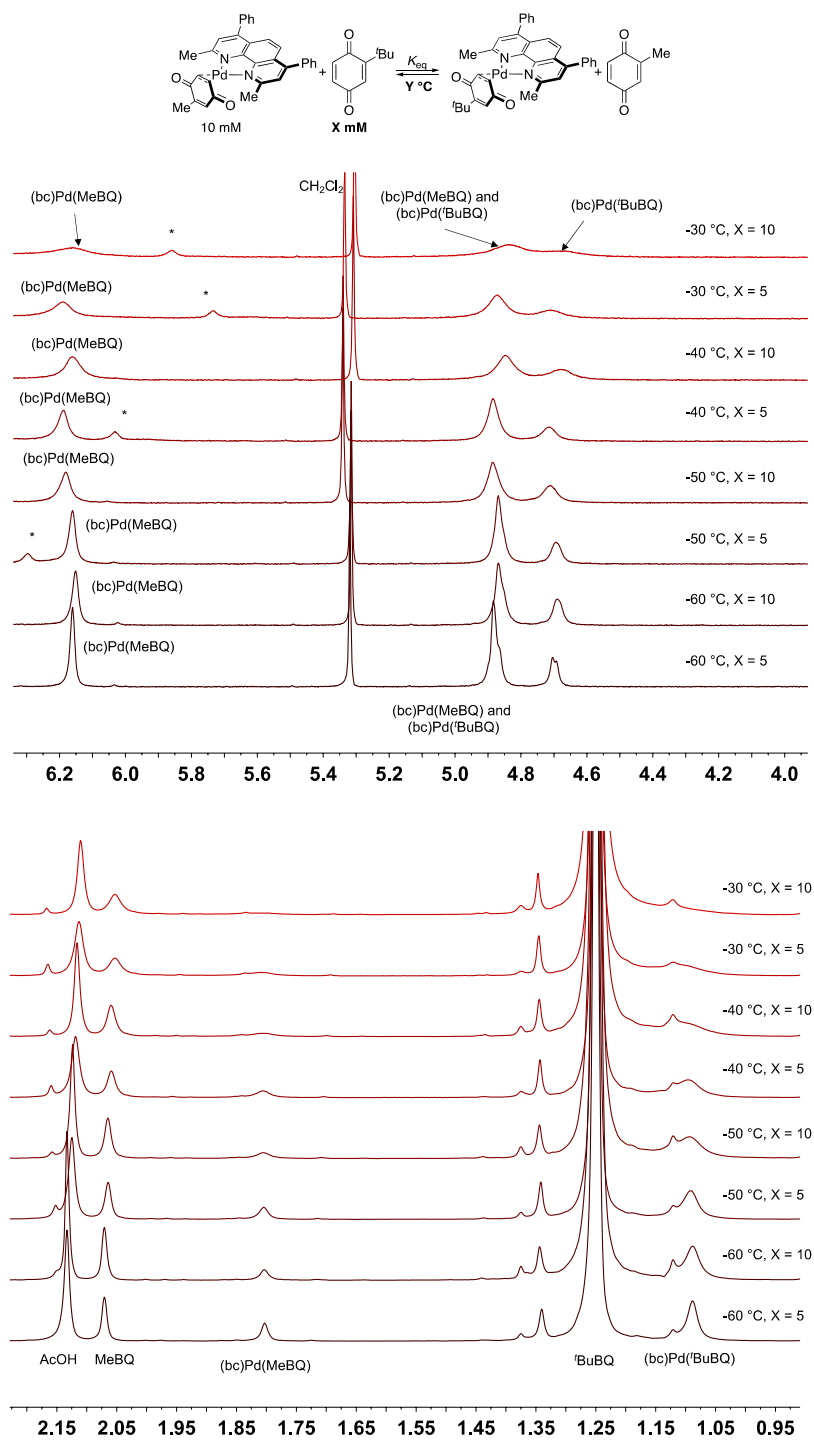 Ph
Me
N
Ph
Pd
N
O
O
Me
Me
10 mM
+
O
ᵗBu
O
X mM
Keq
Y °C
Ph
Me
N
Ph
Pd
N
O
O
ᵗBu
Me
+
O
Me
O
CH₂Cl₂
(bc)Pd(MeBQ)
*
(bc)Pd(MeBQ) and
(bc)Pd(ᵗBuBQ)
(bc)Pd(ᵗBuBQ)
-30 °C, X = 10
(bc)Pd(MeBQ)
*
-30 °C, X = 5
(bc)Pd(MeBQ)
-40 °C, X = 10
(bc)Pd(MeBQ)
*
-40 °C, X = 5
(bc)Pd(MeBQ)
-50 °C, X = 10
*
(bc)Pd(MeBQ)
-50 °C, X = 5
(bc)Pd(MeBQ)
-60 °C, X = 10
(bc)Pd(MeBQ)
-60 °C, X = 5
(bc)Pd(MeBQ) and
(bc)Pd(ᵗBuBQ)
6.2 6.0 5.8 5.6 5.4 5.2 5.0 4.8 4.6 4.4 4.2 4.0
-30 °C, X = 10
-30 °C, X = 5
-40 °C, X = 10
-40 °C, X = 5
-50 °C, X = 10
-50 °C, X = 5
-60 °C, X = 10
-60 °C, X = 5
AcOH MeBQ (bc)Pd(MeBQ) ᵗBuBQ (bc)Pd(ᵗBuBQ)
2.15 2.05 1.95 1.85 1.75 1.65 1.55 1.45 1.35 1.25 1.15 1.05 0.95